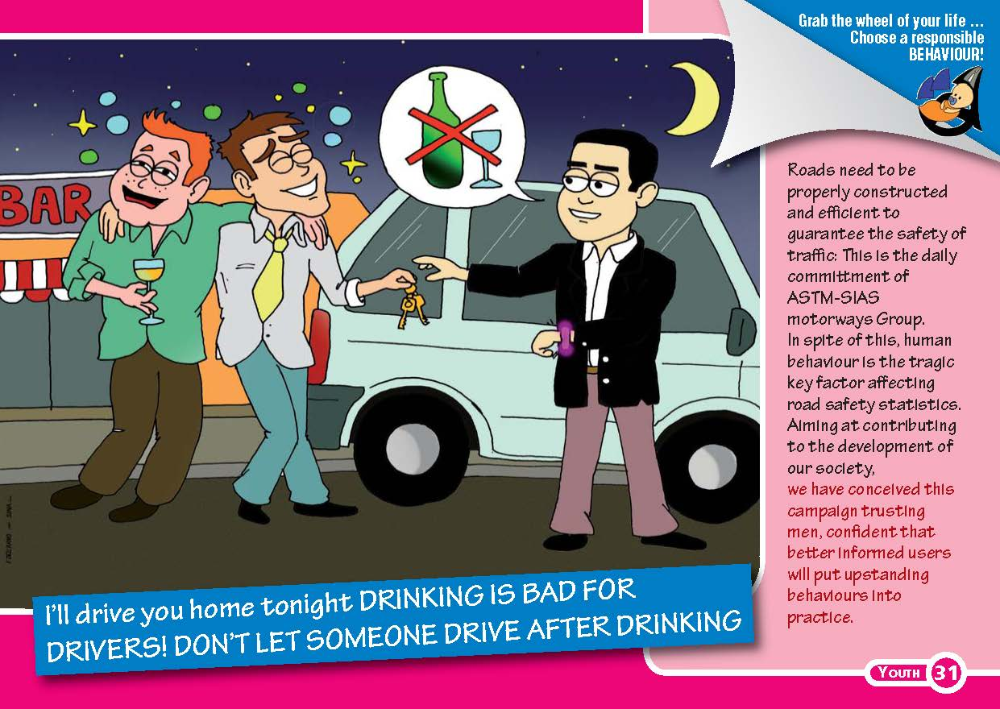 Grab the wheel of your life ...
Choose a responsible
BEHAVIOUR!
BAR
Roads need to be
properly constructed
and efficient to
guarantee the safety of
traffic: This is the daily
committment of
ASTM-SIAS
motorways Group.
In spite of this, human
behaviour is the tragic
key factor affecting
road safety statistics.
Aiming at contributing
to the development of
our society,
we have conceived this
campaign trusting
men, confident that
better informed users
will put upstanding
behaviours into
practice.
I'll drive you home tonight DRINKING IS BAD FOR
DRIVERS! DON'T LET SOMEONE DRIVE AFTER DRINKING
YOUTH 31